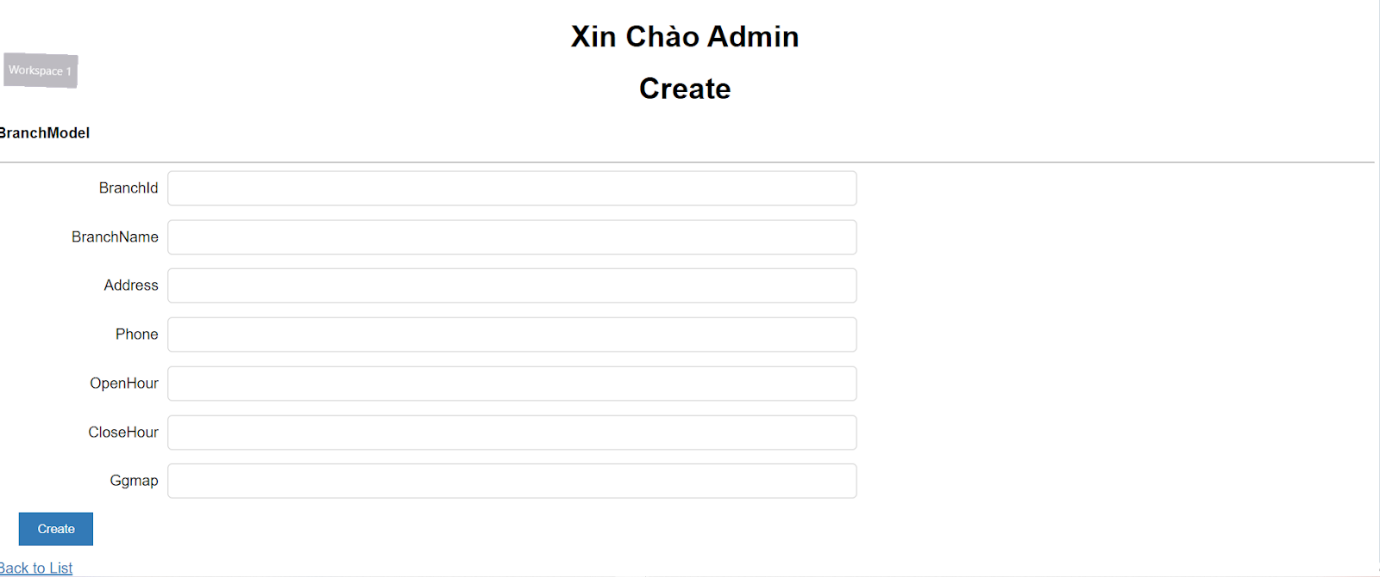 Xin Chào Admin
Workspace 1
Create
BranchModel
BranchId
BranchName
Address
Phone
OpenHour
CloseHour
Ggmap
Create
Back to List